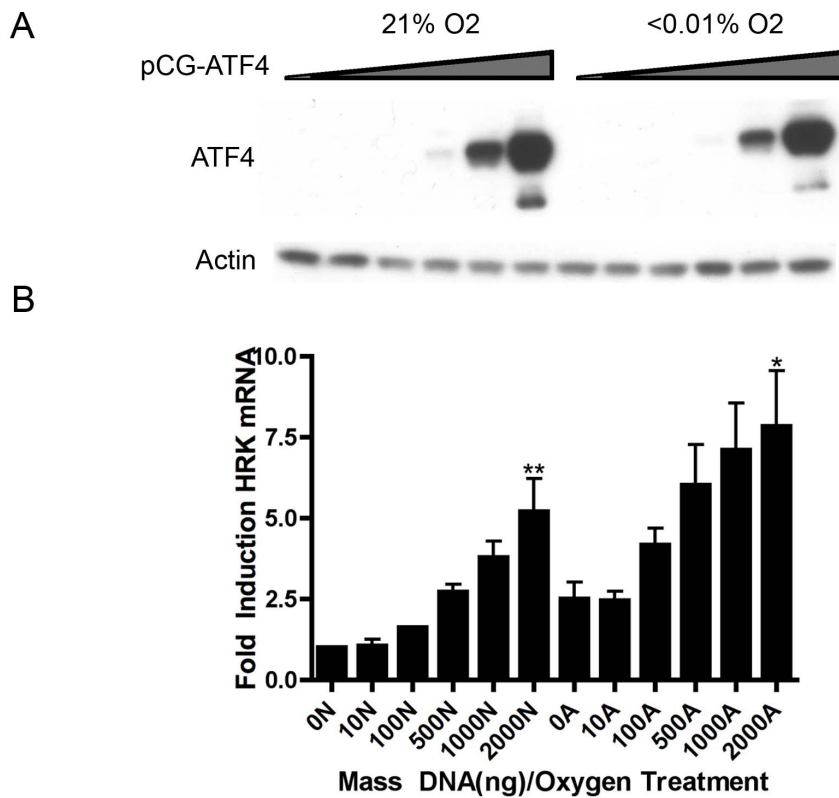 A
21% O2
<0.01% O2
pCG-ATF4
ATF4
Actin
B
Fold Induction HRK mRNA
10.0
7.5
5.0
2.5
0.0
**
*
0N
10N
100N
500N
1000N
2000N
0A
10A
100A
500A
1000A
2000A
Mass DNA(ng)/Oxygen Treatment